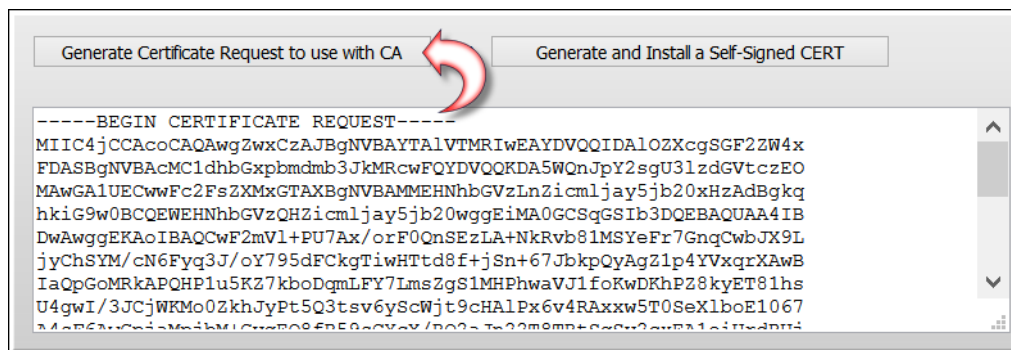 Generate Certificate Request to use with CA
Generate and Install a Self-Signed CERT
-----BEGIN CERTIFICATE REQUEST-----
MIIC4jCCAcoCAQAwgZwxCzAJBgNVBAYTAlVTMRIwEAYDVQQIDAlOZXcgSGF2ZW4x
FDASBgNVBAcMC1dhbGxpbmdmb3JkMRcwFQYDVQQKDA5WQnJpY2sgU3lzdGVtczEO
MAwGA1UECwwFc2FsZXMxGTAXBgNVBAMMEHNhbGVzLnZicmljay5jb20xHzAdBgkq
hkiG9w0BCQEWEHNhbGVzQHZicmljay5jb20wggEiMA0GCSqGSIb3DQEBAQUAA4IB
DwAwggEKAoIBAQCwF2mVl+PU7Ax/orF0QnSEzLA+NkRvb81MSYeFr7GnqCwbJX9L
jyChSYM/cN6Fyq3J/oY795dFCkgTiwHTtd8f+jSn+67JbkpQyAgZ1p4YVxqrXAwB
IaQpGoMRkAPQHP1u5KZ7kboDqmLFY7LmsZgS1MHPhwaVJ1foKwDKhPZ8kyET81hs
U4gwI/3JCjWKMo0ZkhJyPt5Q3tsv6yScWjt9cHAlPx6v4RAxxw5T0SeXlboE1067